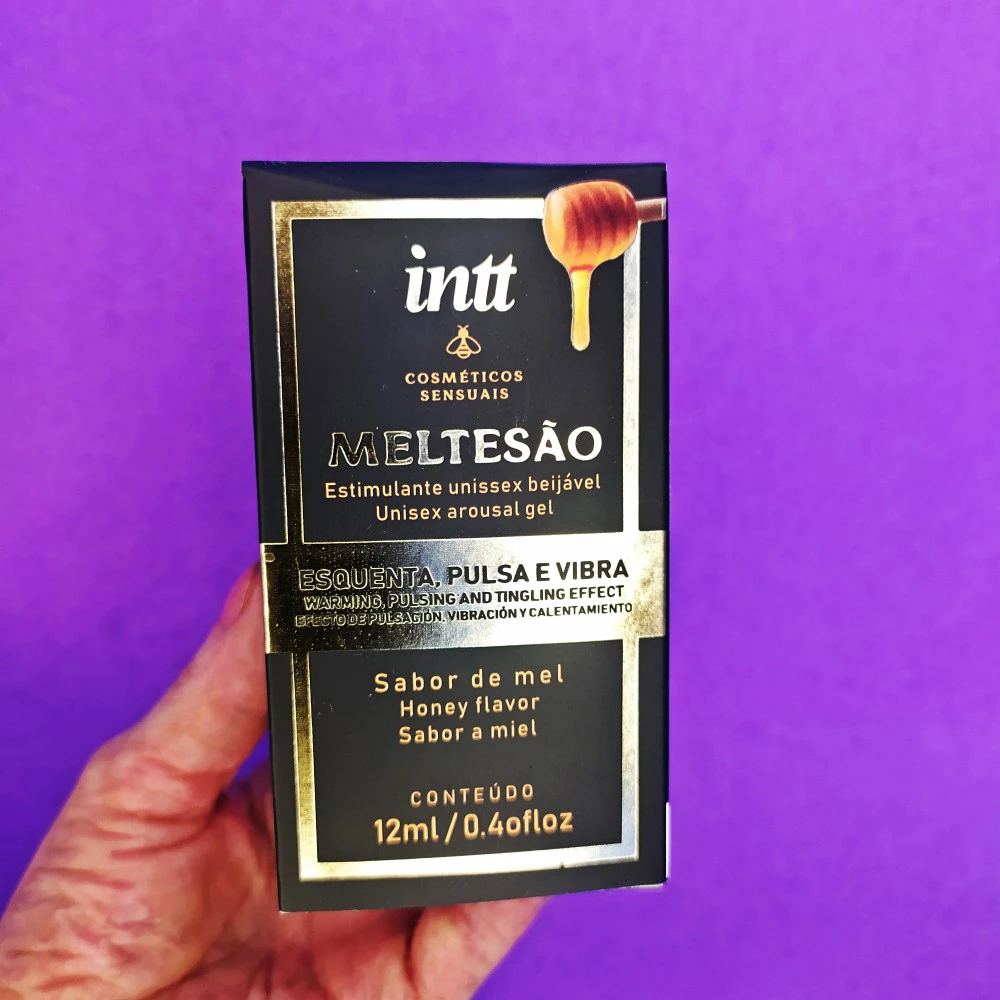 intt
COSMÉTICOS
SENSUAIS
MELTESÃO
Estimulante unissex beijável
Unisex arousal gel
ESQUENTA, PULSA E VIBRA
WARMING, PULSING AND TINGLING EFFECT
EFECTO DE PULSACIÓN, VIBRACIÓN Y CALENTAMIENTO
Sabor de mel
Honey flavor
Sabor a miel
CONTEÚDO
12ml/0.4ofloz